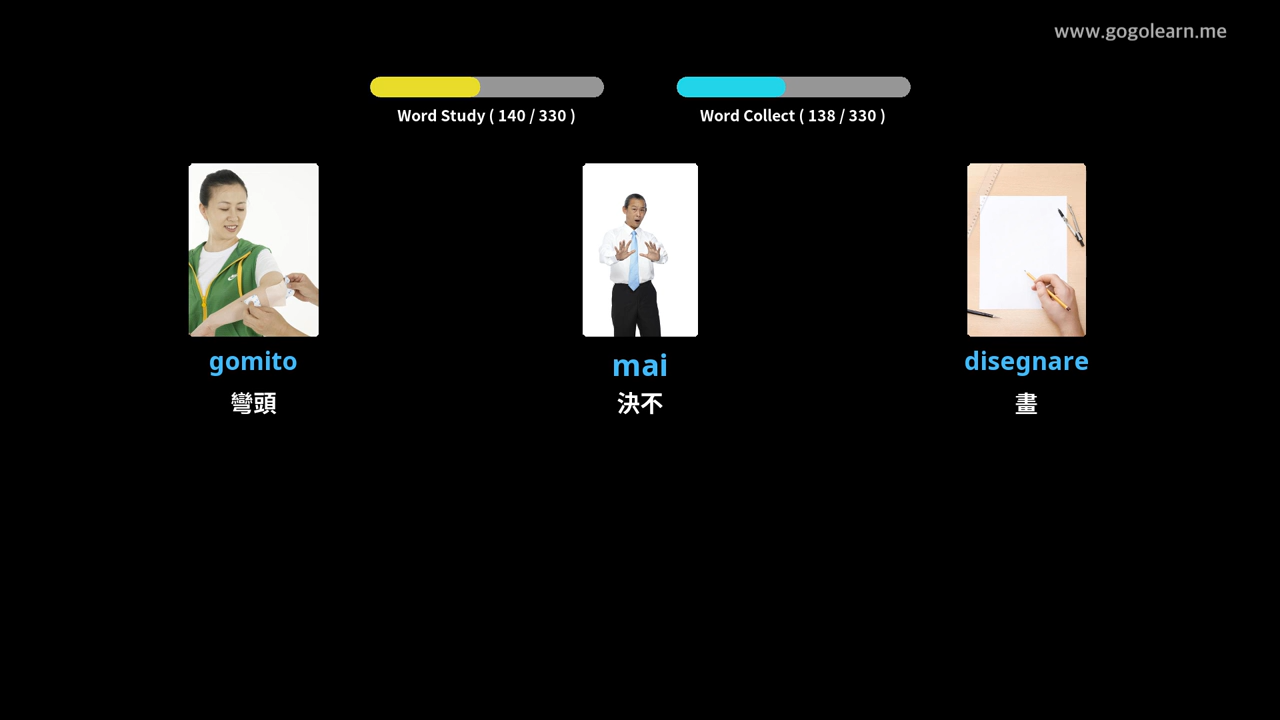 www.gogolearn.me
Word Study ( 140 / 330 )
Word Collect ( 138 / 330 )
gomito
mai
disegnare
彎頭
決不
畫